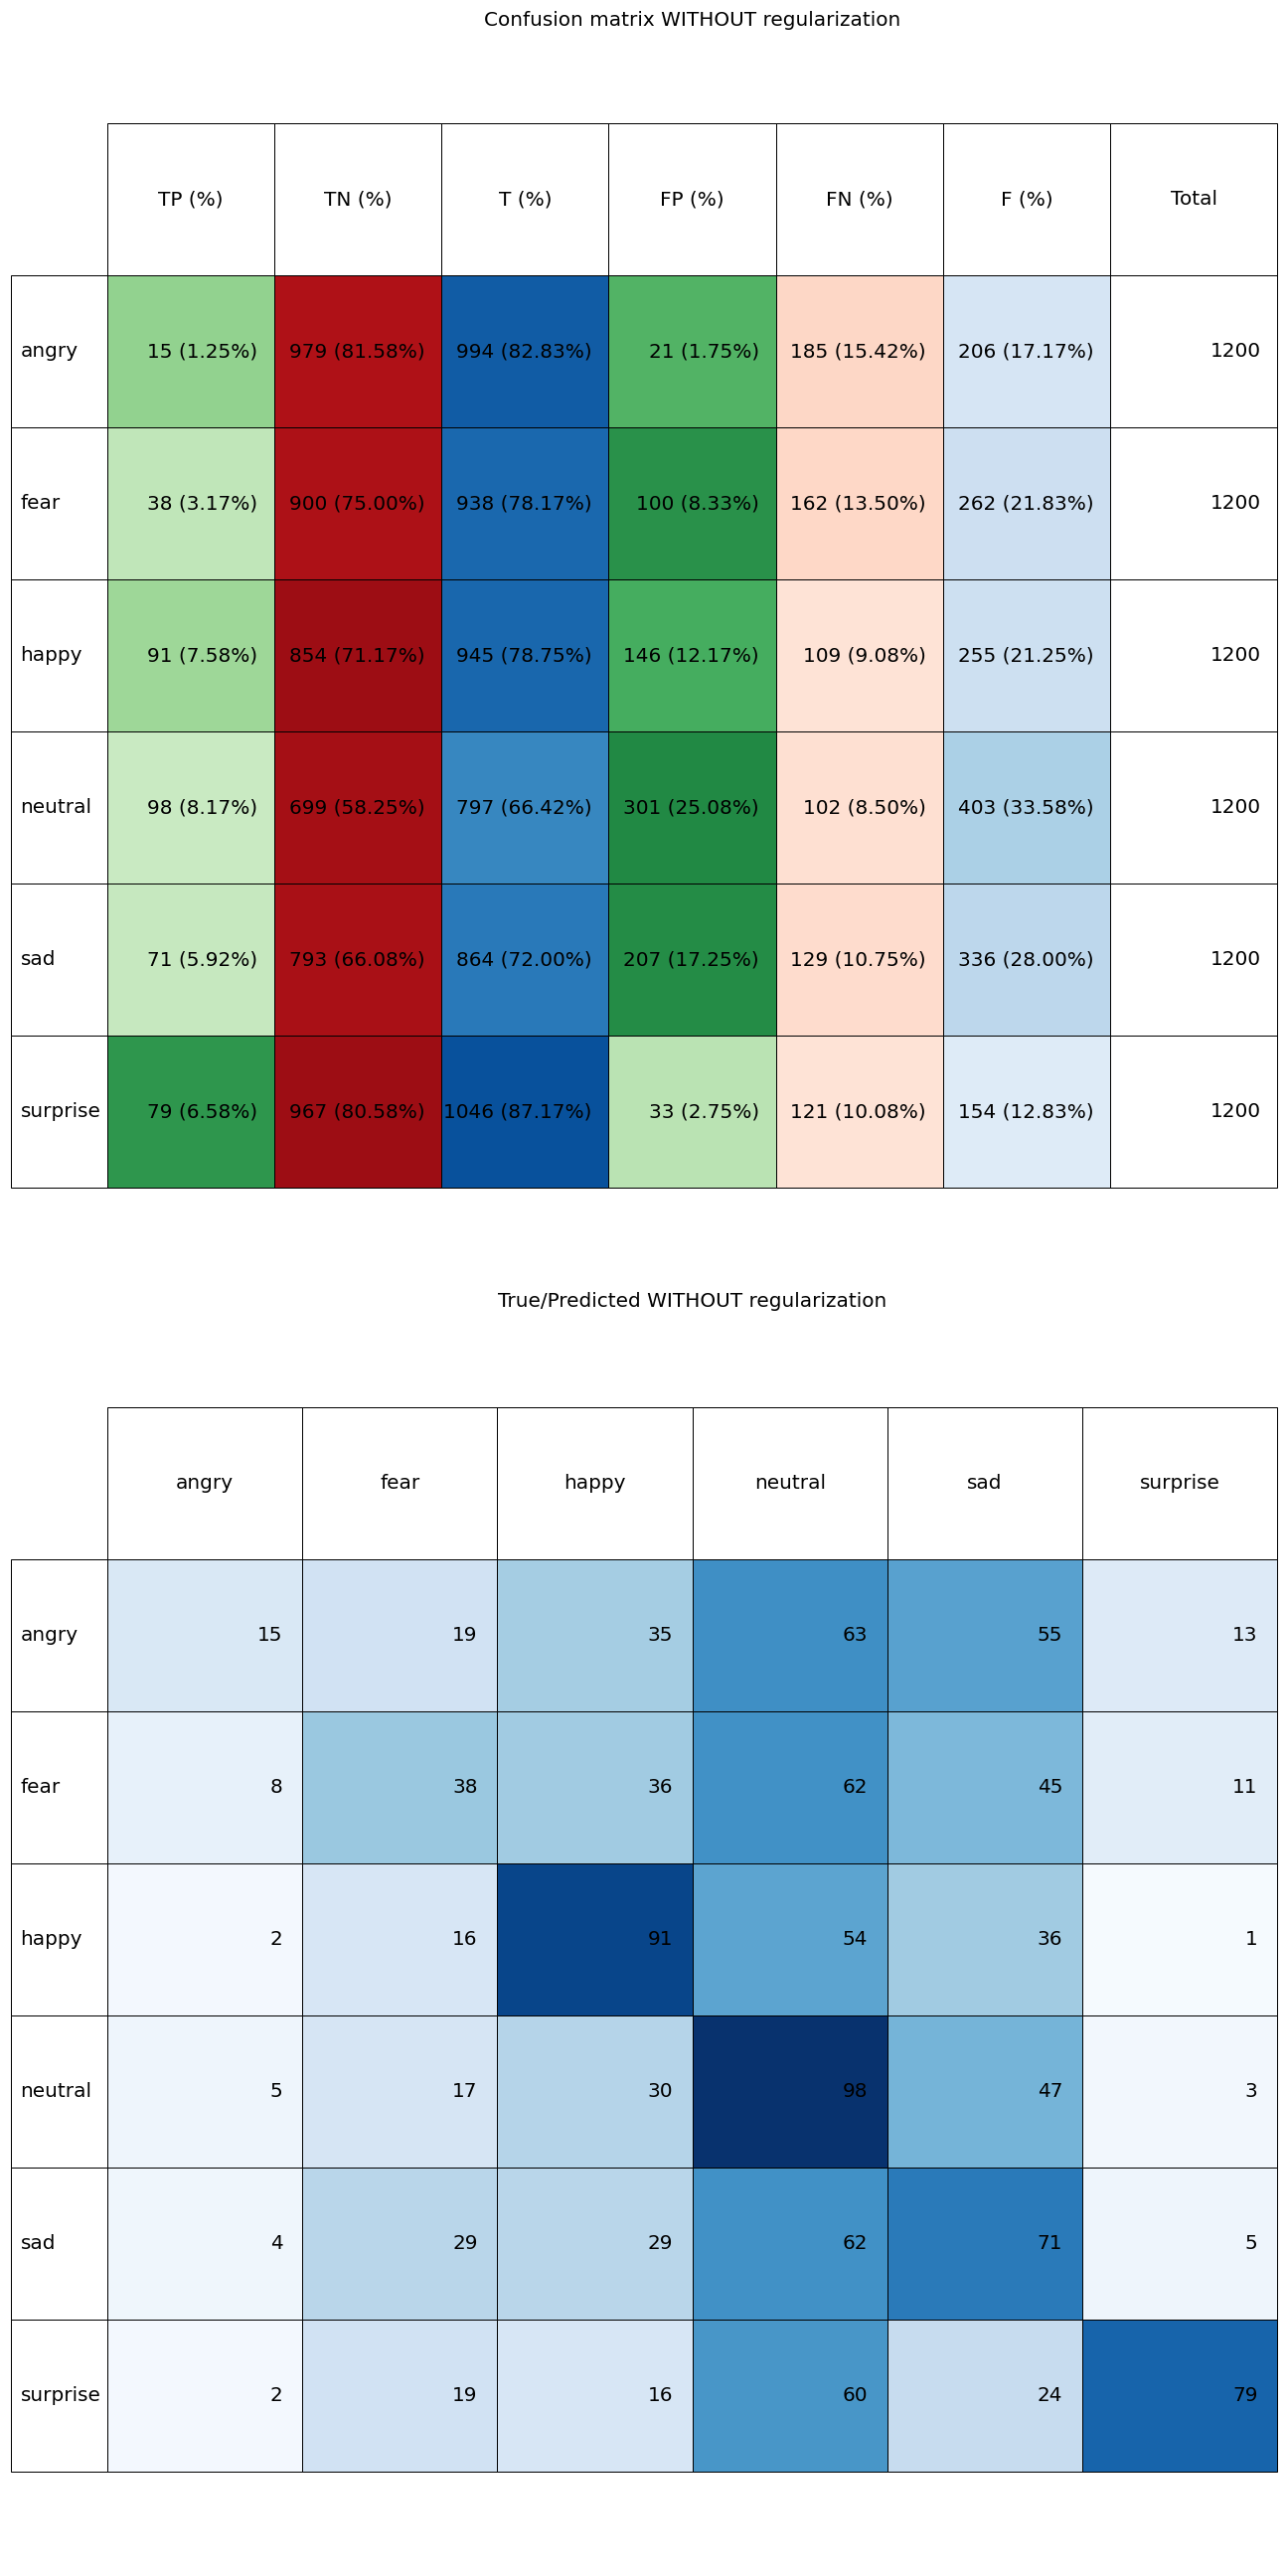 Confusion matrix WITHOUT regularization
TP (%) TN (%) T (%) FP (%) FN (%) F (%) Total
angry 15 (1.25%) 979 (81.58%) 994 (82.83%) 21 (1.75%) 185 (15.42%) 206 (17.17%) 1200
fear 38 (3.17%) 900 (75.00%) 938 (78.17%) 100 (8.33%) 162 (13.50%) 262 (21.83%) 1200
happy 91 (7.58%) 854 (71.17%) 945 (78.75%) 146 (12.17%) 109 (9.08%) 255 (21.25%) 1200
neutral 98 (8.17%) 699 (58.25%) 797 (66.42%) 301 (25.08%) 102 (8.50%) 403 (33.58%) 1200
sad 71 (5.92%) 793 (66.08%) 864 (72.00%) 207 (17.25%) 129 (10.75%) 336 (28.00%) 1200
surprise 79 (6.58%) 967 (80.58%) 1046 (87.17%) 33 (2.75%) 121 (10.08%) 154 (12.83%) 1200
True/Predicted WITHOUT regularization
angry fear happy neutral sad surprise
angry 15 19 35 63 55 13
fear 8 38 36 62 45 11
happy 2 16 91 54 36 1
neutral 5 17 30 98 47 3
sad 4 29 29 62 71 5
surprise 2 19 16 60 24 79